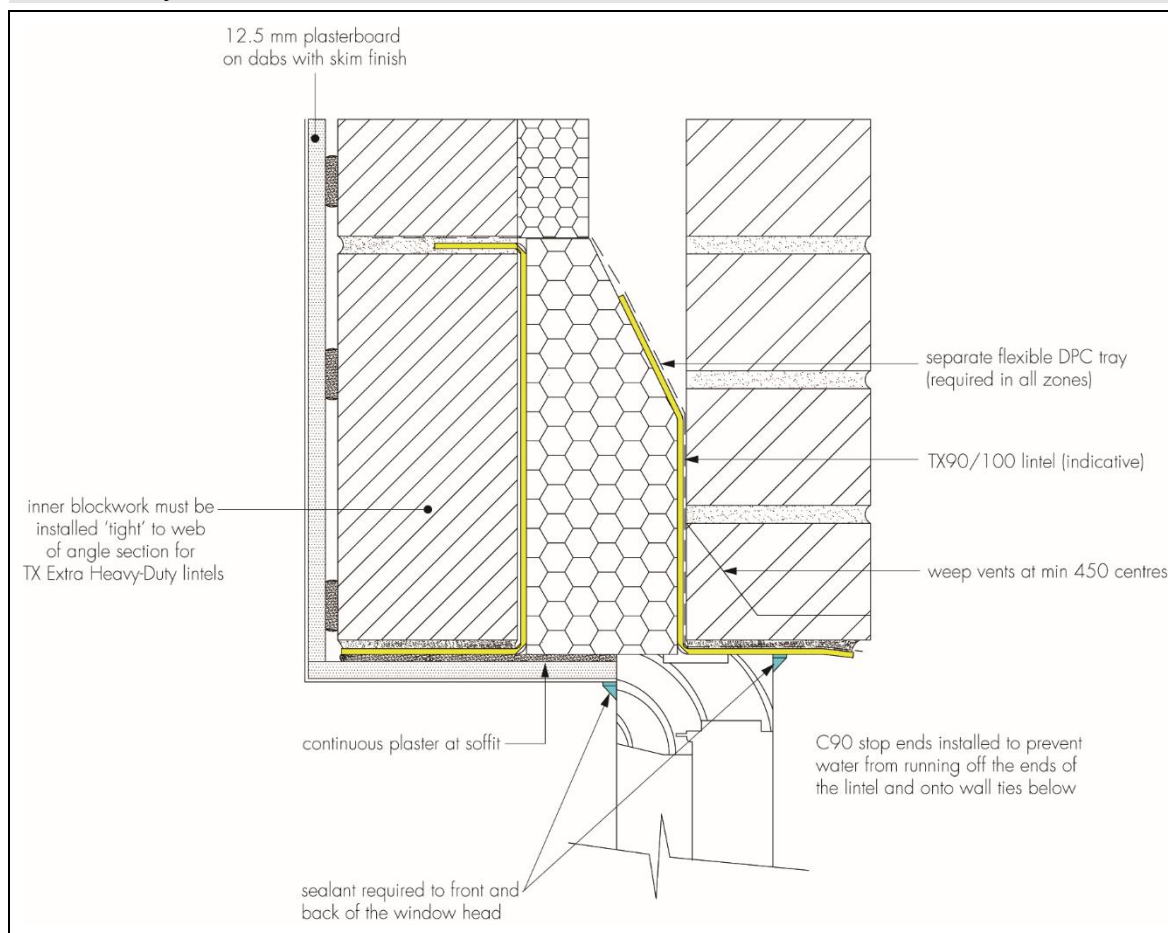 12.5 mm plasterboard
on dabs with skim finish
separate flexible DPC tray
(required in all zones)
TX90/100 lintel (indicative)
inner blockwork must be
installed ‘tight’ to web
of angle section for
TX Extra Heavy-Duty lintels
weep vents at min 450 centres
continuous plaster at soffit
C90 stop ends installed to prevent
water from running off the ends of
the lintel and onto wall ties below
sealant required to front and
back of the window head